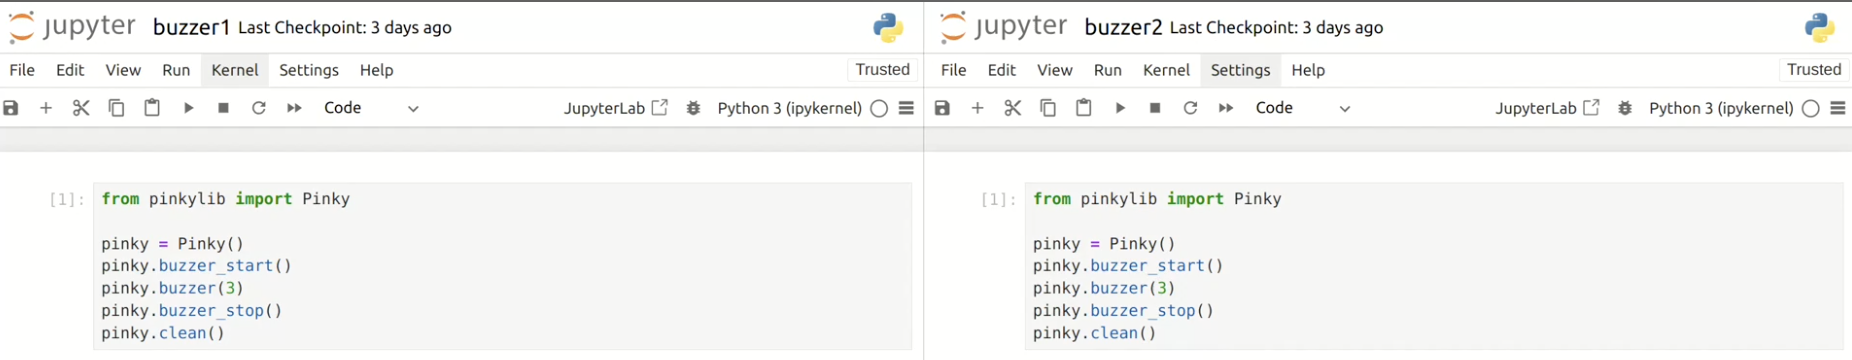 jupyter buzzer1 Last Checkpoint: 3 days ago
File Edit View Run Kernel Settings Help Trusted
Code JupyterLab Python 3 (ipykernel)
[1]: from pinkylib import Pinky
pinky = Pinky()
pinky.buzzer_start()
pinky.buzzer(3)
pinky.buzzer_stop()
pinky.clean()
jupyter buzzer2 Last Checkpoint: 3 days ago
File Edit View Run Kernel Settings Help Trusted
Code JupyterLab Python 3 (ipykernel)
[1]: from pinkylib import Pinky
pinky = Pinky()
pinky.buzzer_start()
pinky.buzzer(3)
pinky.buzzer_stop()
pinky.clean()